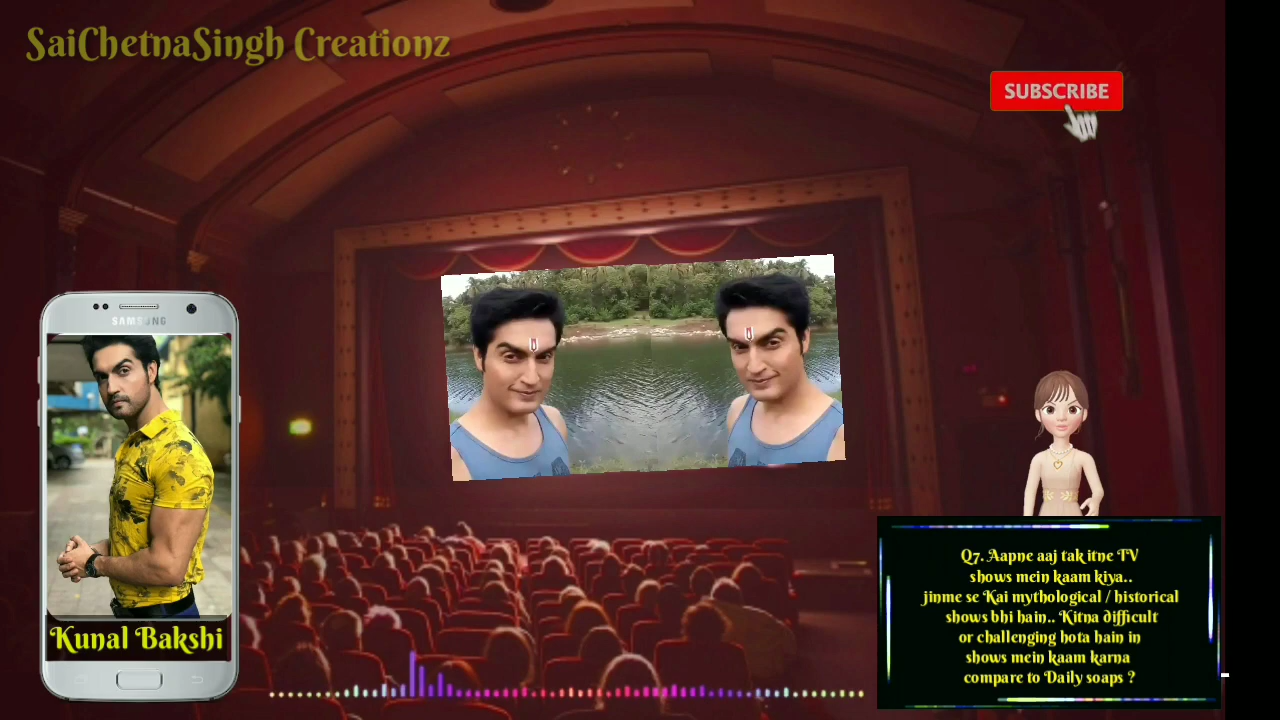 SaiChetnaSingh Creationz
SUBSCRIBE
SAMSUNG
Kunal Bakshi
Q7. Aapne aaj tak itne TV
shows mein kaam kiya..
jinme se Kai mythological / historical
shows bhi hain.. Kitna difficult
or challenging hota hain in
shows mein kaam karna
compare to Daily soaps ?